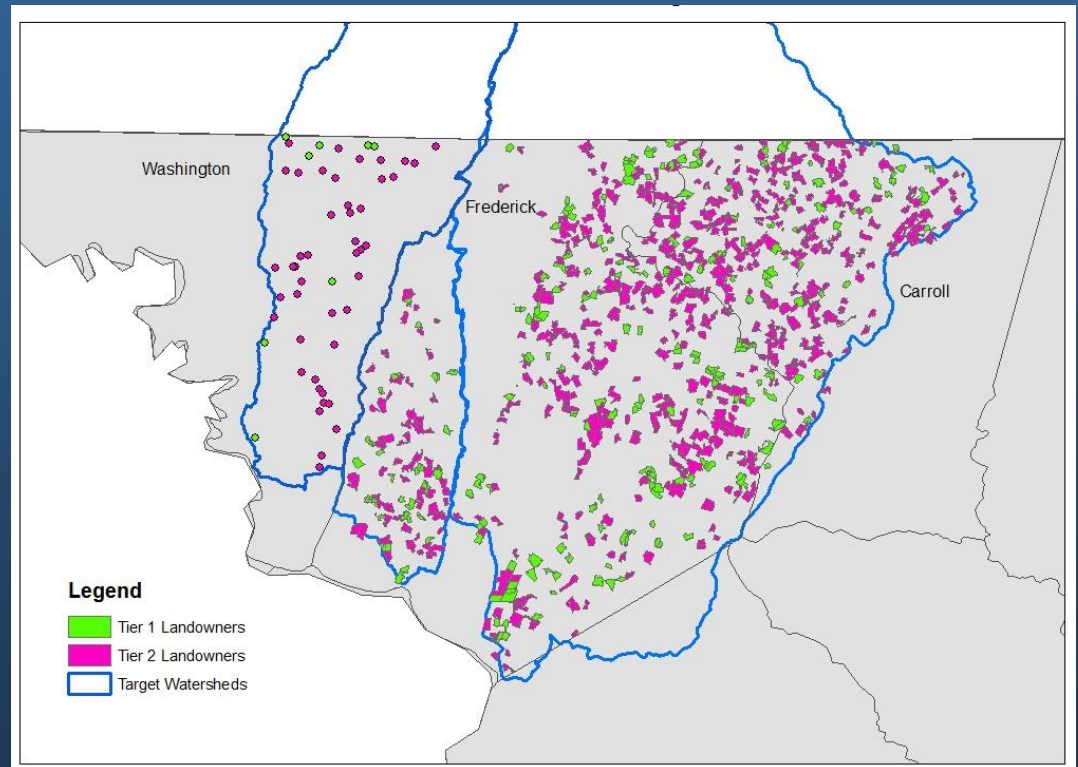 Washington
Frederick
Carroll
Legend
Tier 1 Landowners
Tier 2 Landowners
Target Watersheds